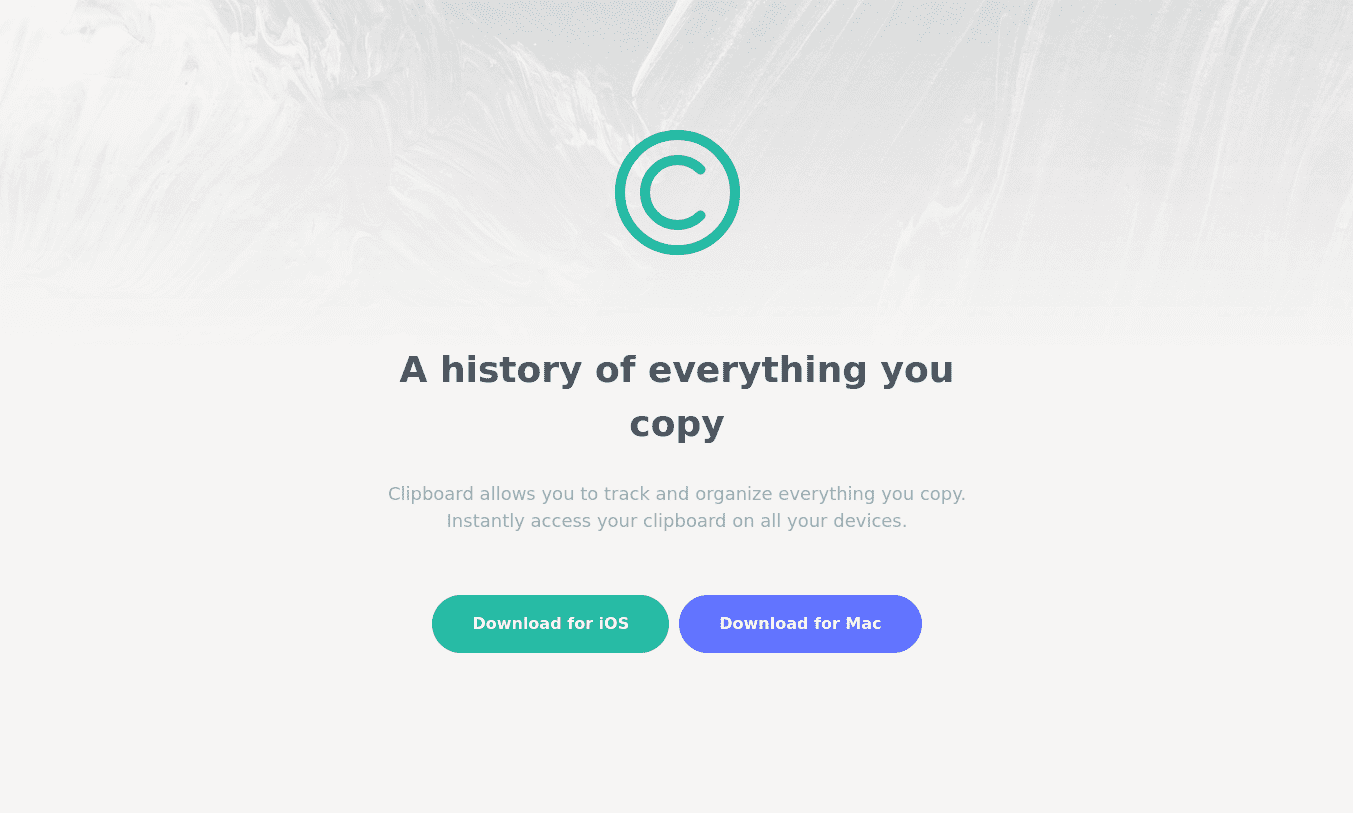 A history of everything you
copy
Clipboard allows you to track and organize everything you copy.
Instantly access your clipboard on all your devices.
Download for iOS
Download for Mac